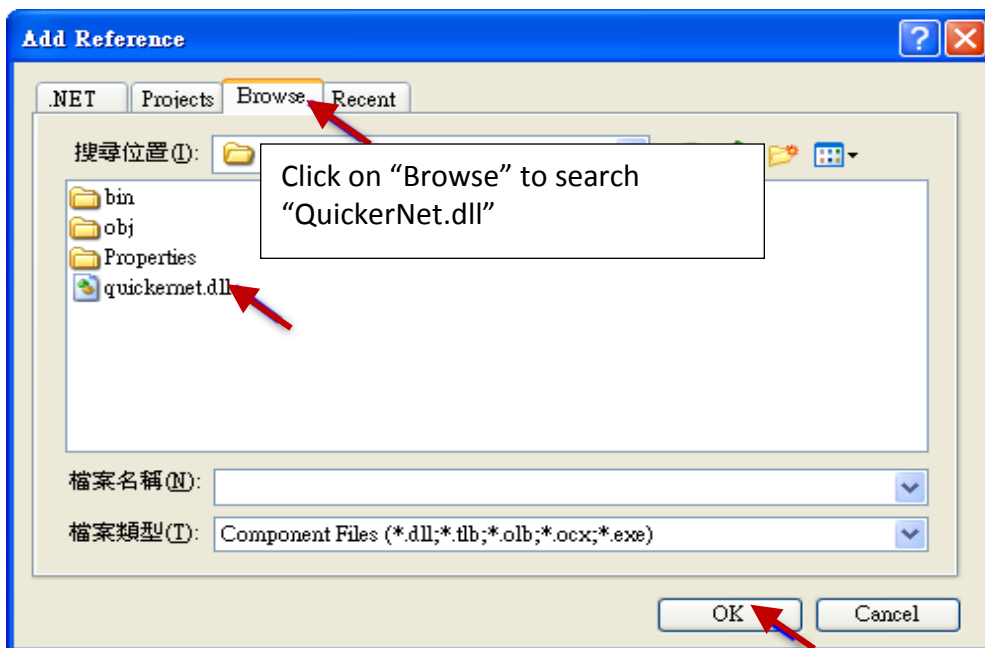 Add Reference
.NET Projects Browse Recent
搜尋位置(I):
Click on “Browse” to search
“QuickerNet.dll”
bin
obj
Properties
quickernet.dll
檔案名稱(N):
檔案類型(T): Component Files (*.dll;*.tlb;*.olb;*.ocx;*.exe)
OK Cancel